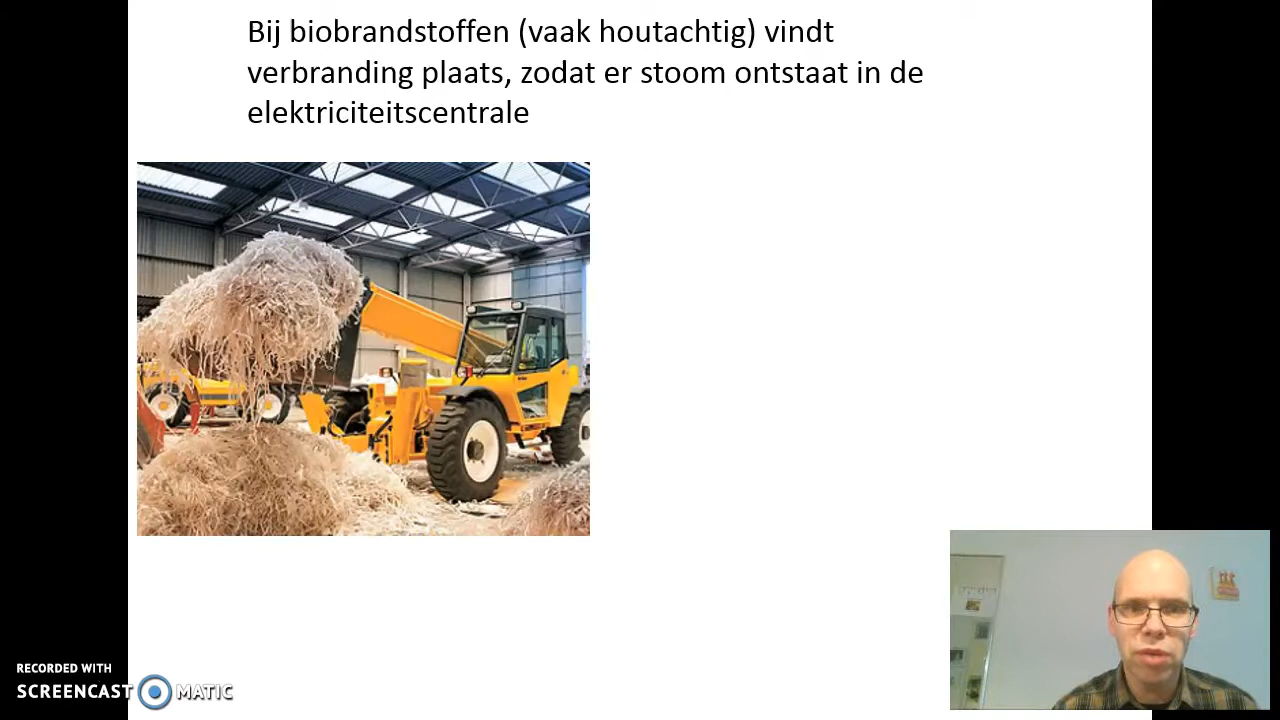 Bij biobrandstoffen (vaak houtachtig) vindt
verbranding plaats, zodat er stoom ontstaat in de
elektriciteitscentrale
RECORDED WITH
SCREENCAST MATIC